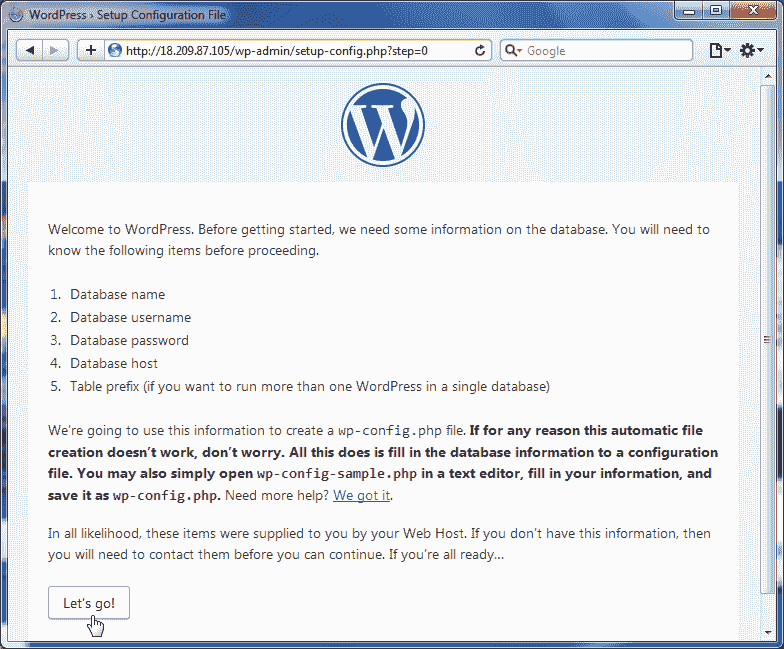 WordPress › Setup Configuration File
http://18.209.87.105/wp-admin/setup-config.php?step=0
Google
Welcome to WordPress. Before getting started, we need some information on the database. You will need to
know the following items before proceeding.
1. Database name
2. Database username
3. Database password
4. Database host
5. Table prefix (if you want to run more than one WordPress in a single database)
We’re going to use this information to create a wp-config.php file. If for any reason this automatic file
creation doesn’t work, don’t worry. All this does is fill in the database information to a configuration
file. You may also simply open wp-config-sample.php in a text editor, fill in your information, and
save it as wp-config.php. Need more help? We got it.
In all likelihood, these items were supplied to you by your Web Host. If you don’t have this information, then
you will need to contact them before you can continue. If you’re all ready…
Let’s go!